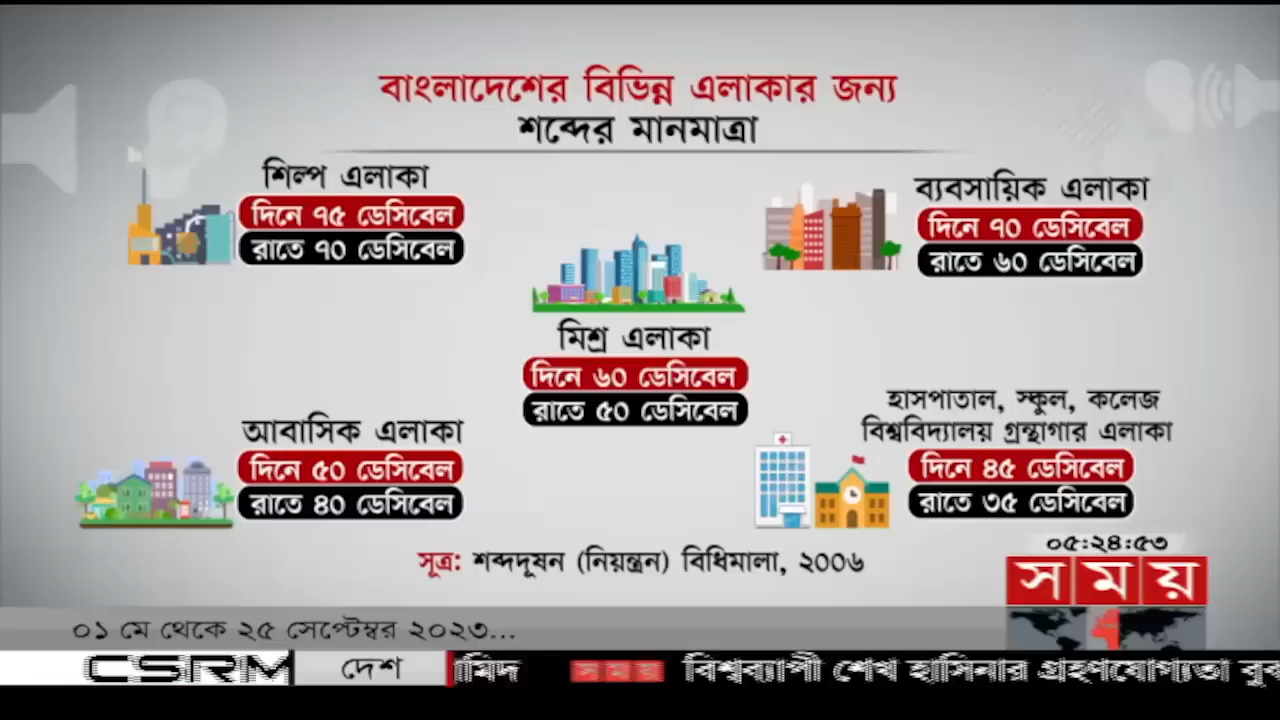 বাংলাদেশের বিভিন্ন এলাকার জন্য
শব্দের মানমাত্রা
শিল্প এলাকা
দিনে ৭৫ ডেসিবেল
রাতে ৭০ ডেসিবেল
ব্যবসায়িক এলাকা
দিনে ৭০ ডেসিবেল
রাতে ৬০ ডেসিবেল
মিশ্র এলাকা
দিনে ৬০ ডেসিবেল
রাতে ৫০ ডেসিবেল
আবাসিক এলাকা
দিনে ৫০ ডেসিবেল
রাতে ৪০ ডেসিবেল
হাসপাতাল, স্কুল, কলেজ
বিশ্ববিদ্যালয় গ্রন্থাগার এলাকা
দিনে ৪৫ ডেসিবেল
রাতে ৩৫ ডেসিবেল
সূত্র: শব্দদূষন (নিয়ন্ত্রন) বিধিমালা, ২০০৬
০৫:২৪:৫৩
সময়
০১ মে থেকে ২৫ সেপ্টেম্বর ২০২৩...
CSRM দেশ সময় বিশ্বব্যাপী শেখ হাসিনার গ্রহণযোগ্যতা